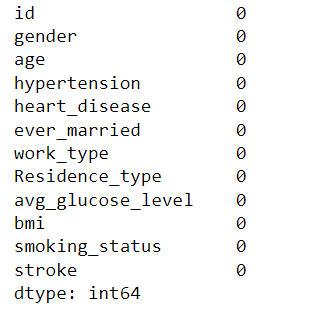 id 0
gender 0
age 0
hypertension 0
heart_disease 0
ever_married 0
work_type 0
Residence_type 0
avg_glucose_level 0
bmi 0
smoking_status 0
stroke 0
dtype: int64